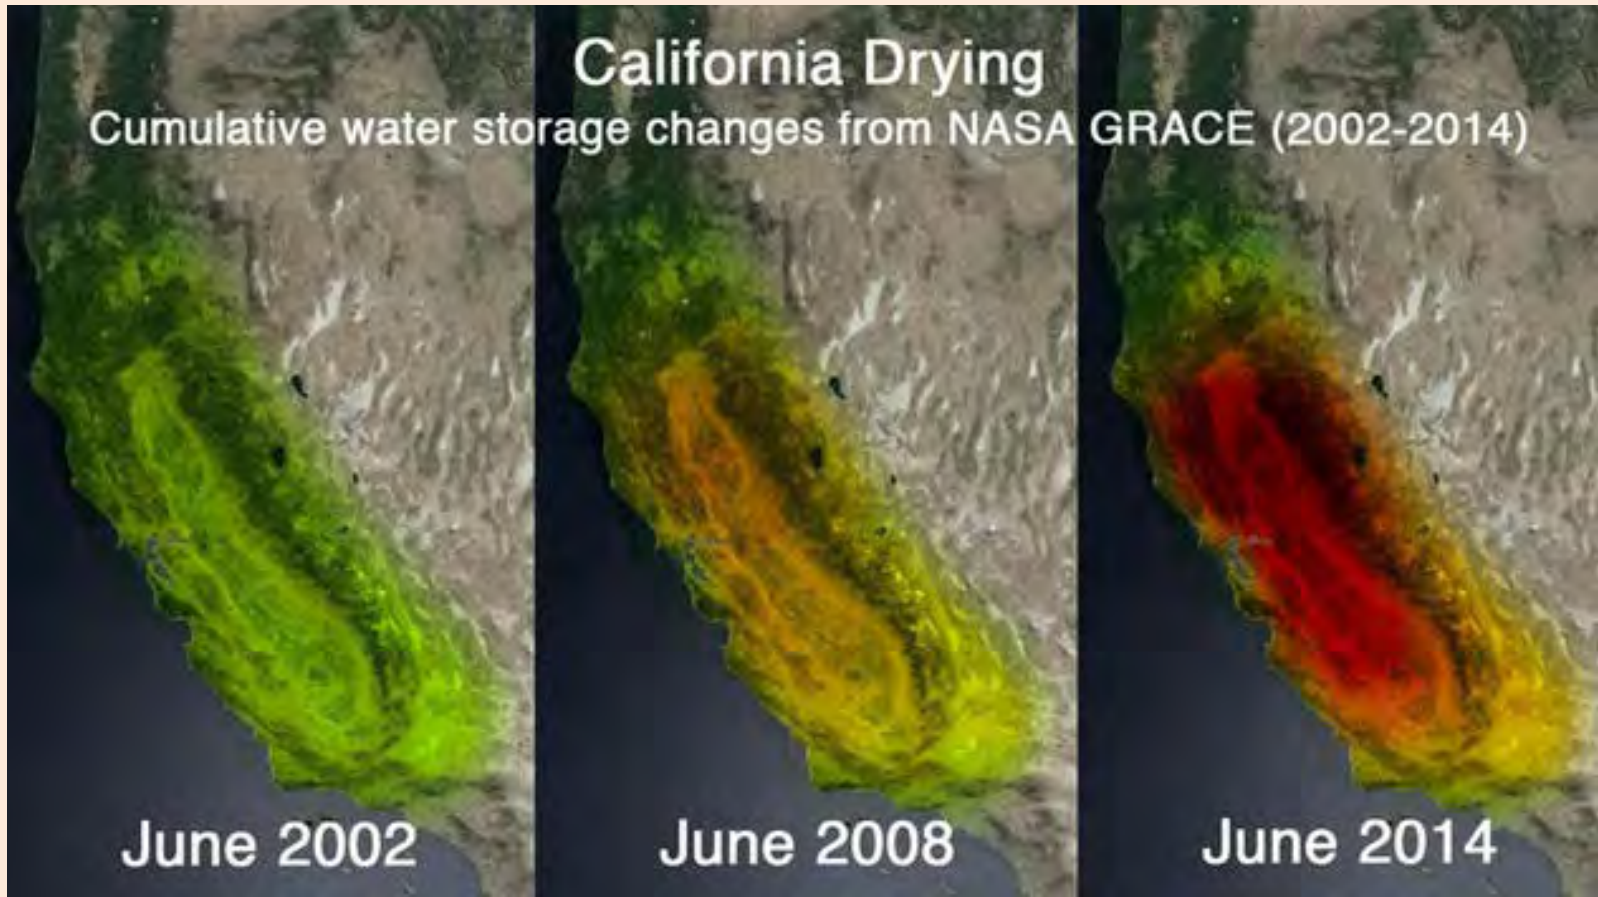 California Drying
Cumulative water storage changes from NASA GRACE (2002-2014)
June 2002
June 2008
June 2014